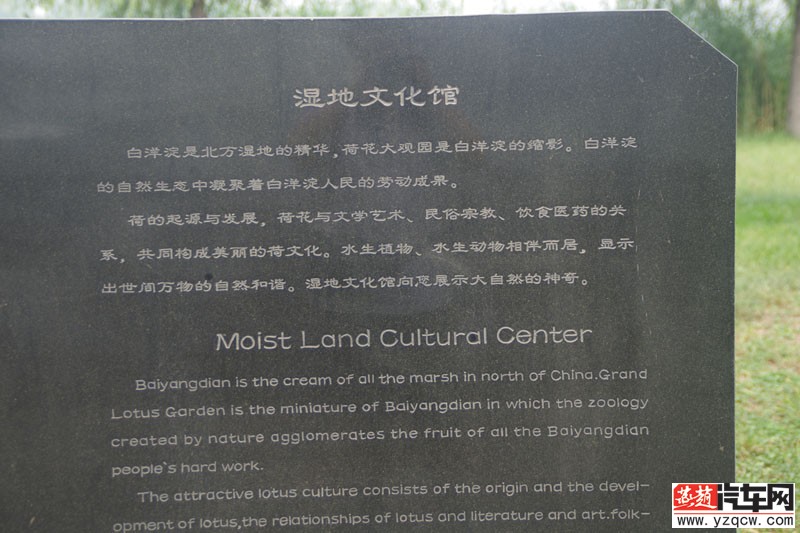 湿地文化馆
白洋淀是北方湿地的精华，荷花大观园是白洋淀的缩影。白洋淀
的自然生态中凝聚着白洋淀人民的劳动成果。
荷的起源与发展，荷花与文学艺术、民俗宗教、饮食医药的关
系，共同构成美丽的荷文化。水生植物、水生动物相伴而居，显示
出世间万物的自然和谐。湿地文化馆向您展示大自然的神奇。
Moist Land Cultural Center
Baiyangdian is the cream of all the marsh in north of China.Grand
Lotus Garden is the miniature of Baiyangdian in which the zoology
created by nature agglomerates the fruit of all the Baiyangdian
people`s hard work.
The attractive lotus culture consists of the origin and the devel-
opment of lotus,the relationships of lotus and literature and art.folk-
燕赵汽车网
www.yzqcw.com